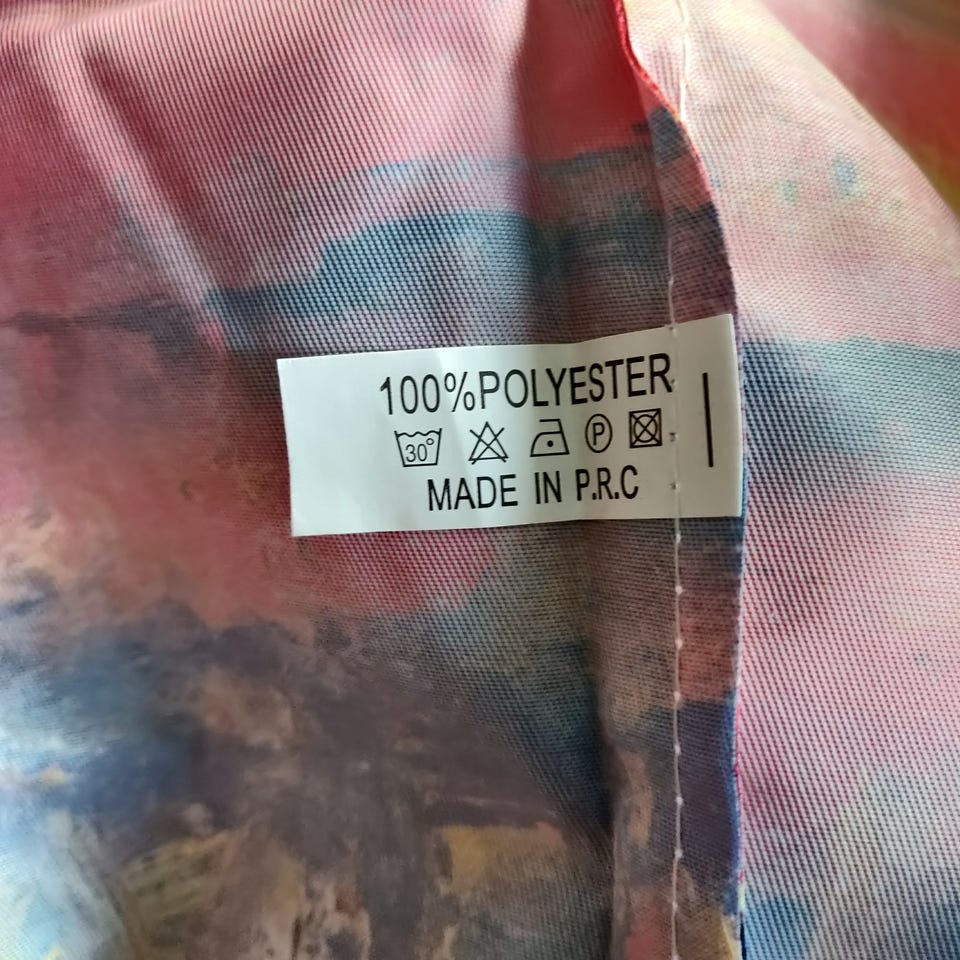 100%POLYESTER
30° P
MADE IN P.R.C